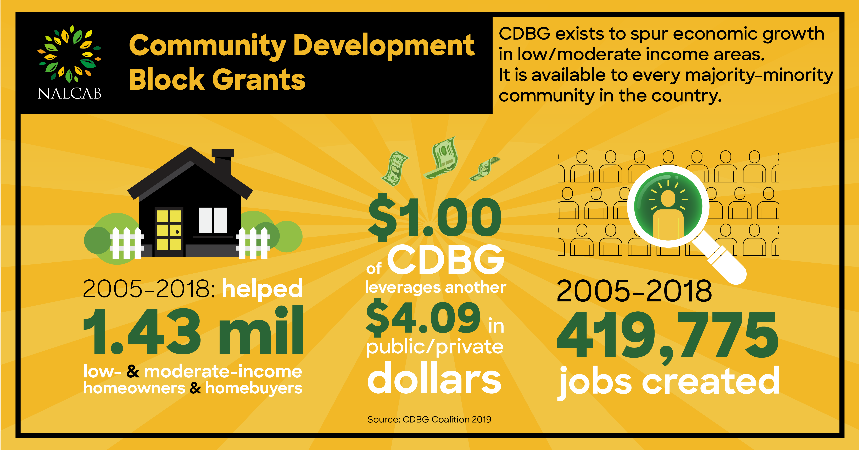 NALCAB
Community Development
Block Grants
CDBG exists to spur economic growth
in low/moderate income areas.
It is available to every majority-minority
community in the country.
2005-2018: helped
1.43 mil
low- & moderate-income
homeowners & homebuyers
$1.00
of CDBG
leverages another
$4.09 in
public/private
dollars
2005-2018
419,775
jobs created
Source: CDBG Coalition 2019